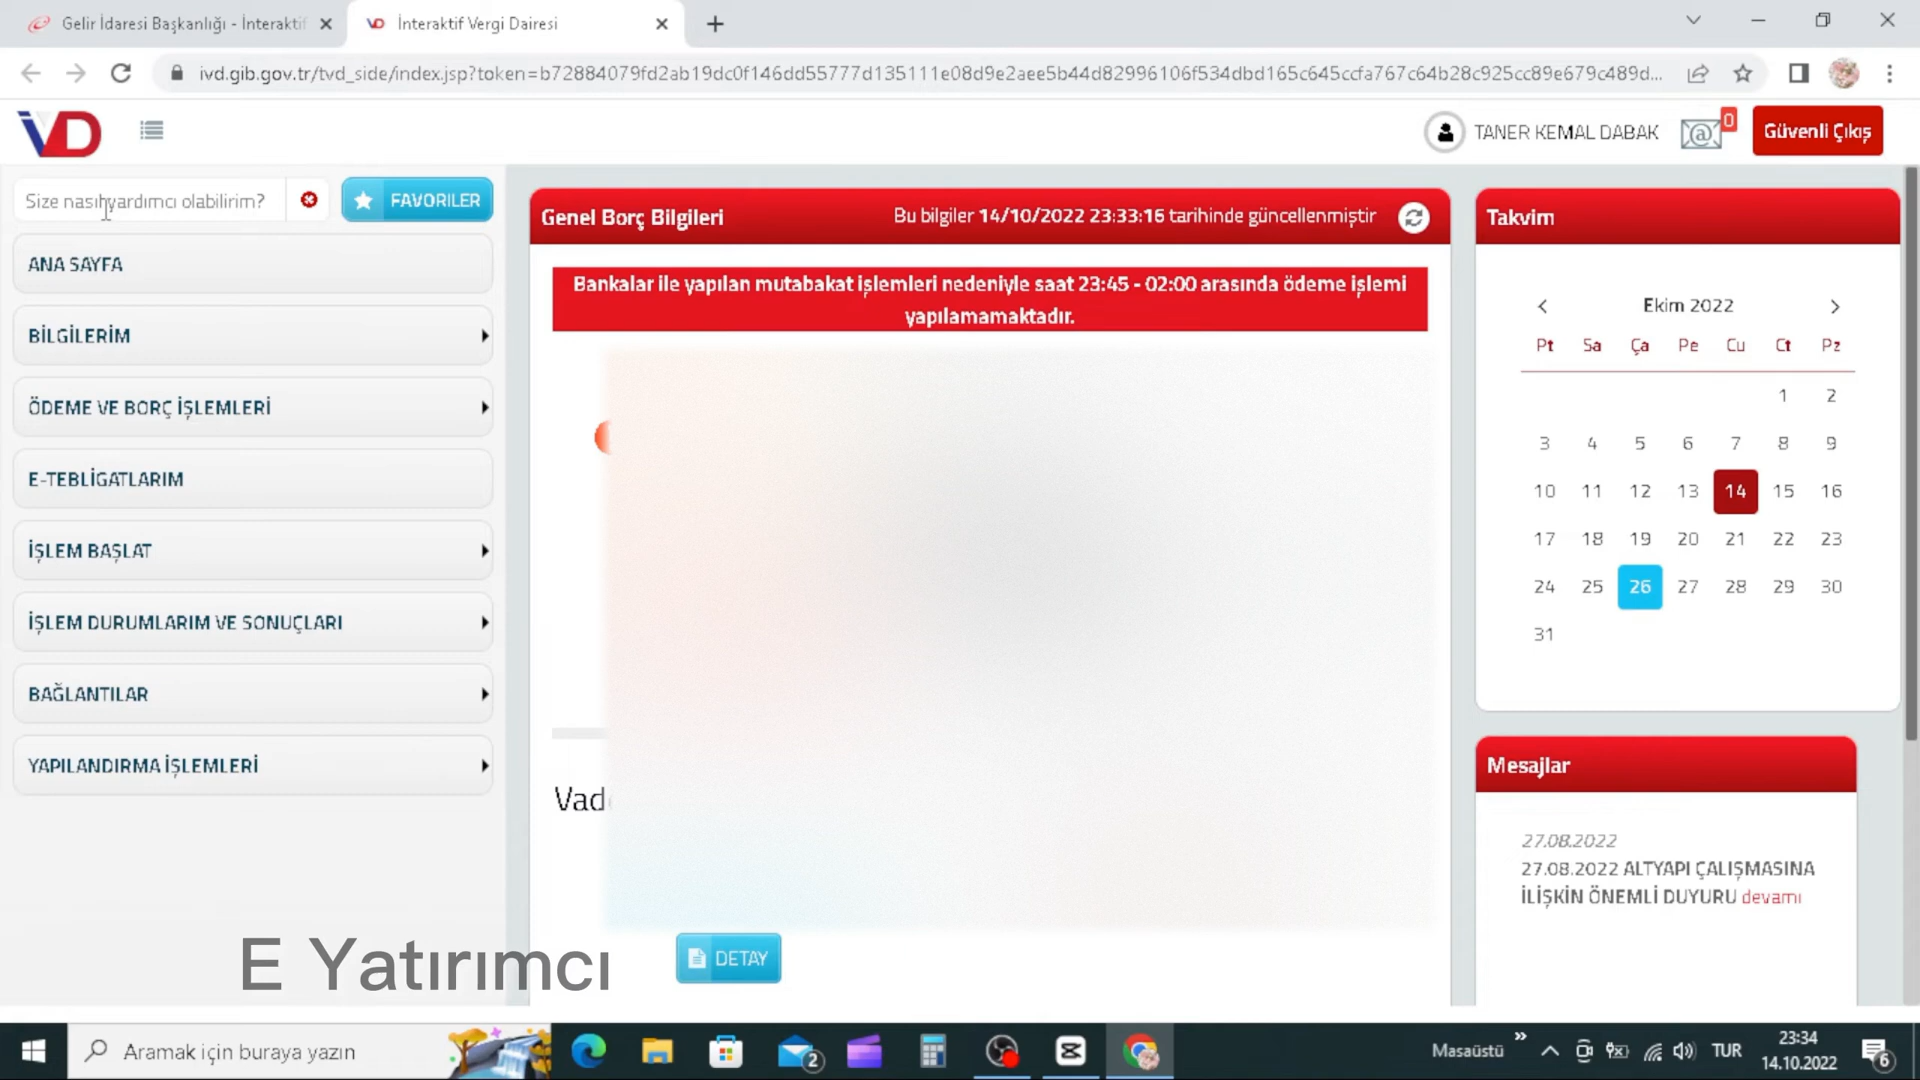 Gelir İdaresi Başkanlığı - İnteraktif
İnteraktif Vergi Dairesi
ivd.gib.gov.tr/tvd_side/index.jsp?token=b72884079fd2ab19dc0f146dd55777d135111e08d9e2aee5b44d82996106f534dbd165c645ccfa767c64b28c925cc89e679c489d...
iVD
TANER KEMAL DABAK
0
Güvenli Çıkış
Size nasıl yardımcı olabilirim?
FAVORİLER
ANA SAYFA
BİLGİLERİM
ÖDEME VE BORÇ İŞLEMLERİ
E-TEBLİGATLARIM
İŞLEM BAŞLAT
İŞLEM DURUMLARIM VE SONUÇLARI
BAĞLANTILAR
YAPILANDIRMA İŞLEMLERİ
Genel Borç Bilgileri
Bu bilgiler 14/10/2022 23:33:16 tarihinde güncellenmiştir
Bankalar ile yapılan mutabakat işlemleri nedeniyle saat 23:45 - 02:00 arasında ödeme işlemi
yapılamamaktadır.
DETAY
Takvim
Ekim 2022
Pt Sa Ça Pe Cu Ct Pz
1 2
3 4 5 6 7 8 9
10 11 12 13 14 15 16
17 18 19 20 21 22 23
24 25 26 27 28 29 30
31
Mesajlar
27.08.2022
27.08.2022 ALTYAPI ÇALIŞMASINA
İLİŞKİN ÖNEMLİ DUYURU devamı
E Yatırımcı
Aramak için buraya yazın
2
Masaüstü
TUR
23:34
14.10.2022
6